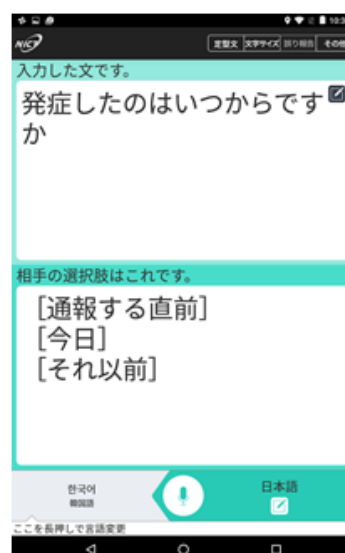 NICT
定型文 文字サイズ 誤り報告 その他
入力した文です。
発症したのはいつからです
か
相手の選択肢はこれです。
[通報する直前]
[今日]
[それ以前]
한국어
韓国語
日本語
ここを長押しで言語変更